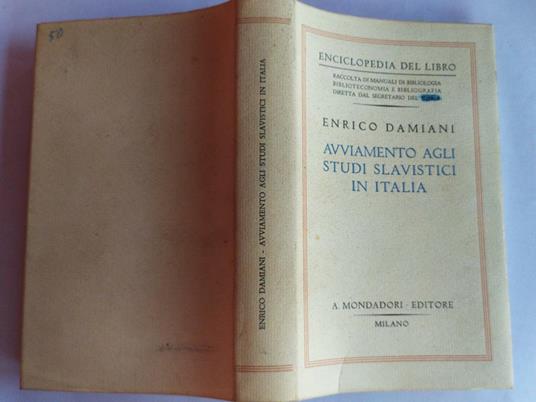 50
ENRICO DAMIANI - AVVIAMENTO AGLI STUDI SLAVISTICI IN ITALIA
ENCICLOPEDIA DEL LIBRO
RACCOLTA DI MANUALI DI BIBLIOLOGIA
BIBLIOTECONOMIA E BIBLIOGRAFIA
DIRETTA DAL SEGRETARIO DEL
ENRICO DAMIANI
AVVIAMENTO AGLI
STUDI SLAVISTICI
IN ITALIA
A. MONDADORI · EDITORE
MILANO